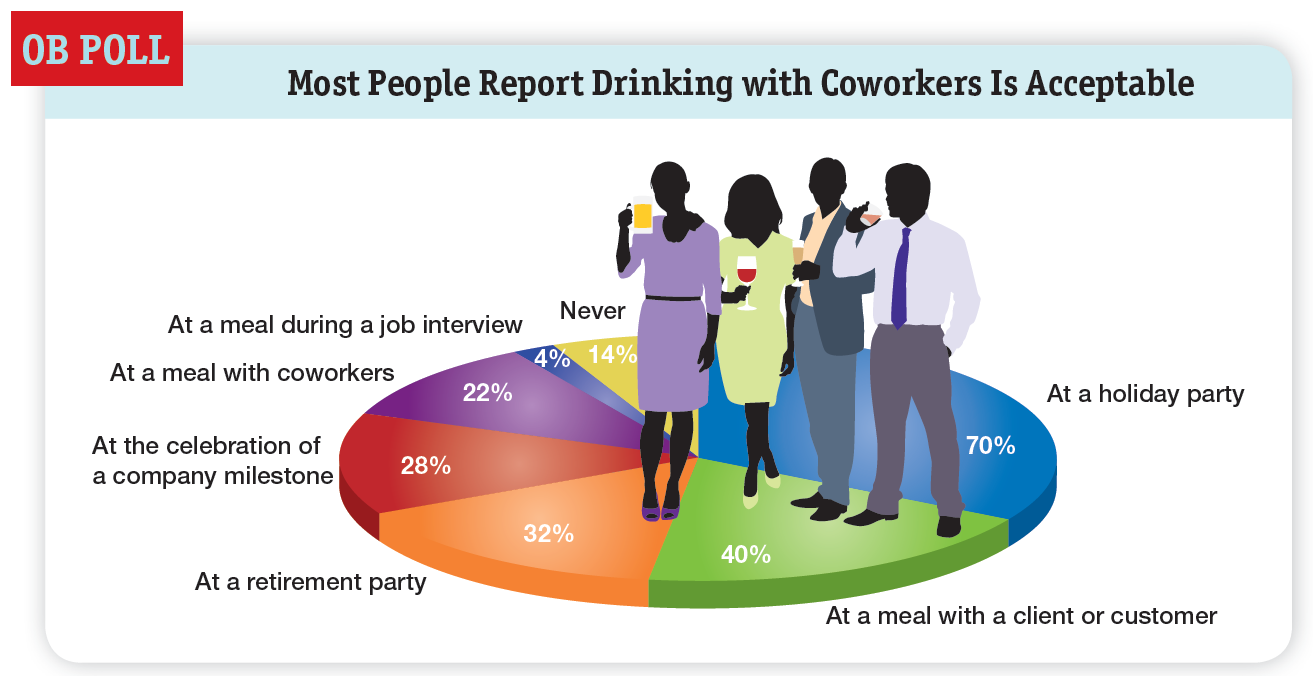 OB POLL
Most People Report Drinking with Coworkers Is Acceptable
Never
At a meal during a job interview
4%
14%
At a meal with coworkers
22%
At a holiday party
70%
At the celebration of
a company milestone
28%
32%
40%
At a retirement party
At a meal with a client or customer